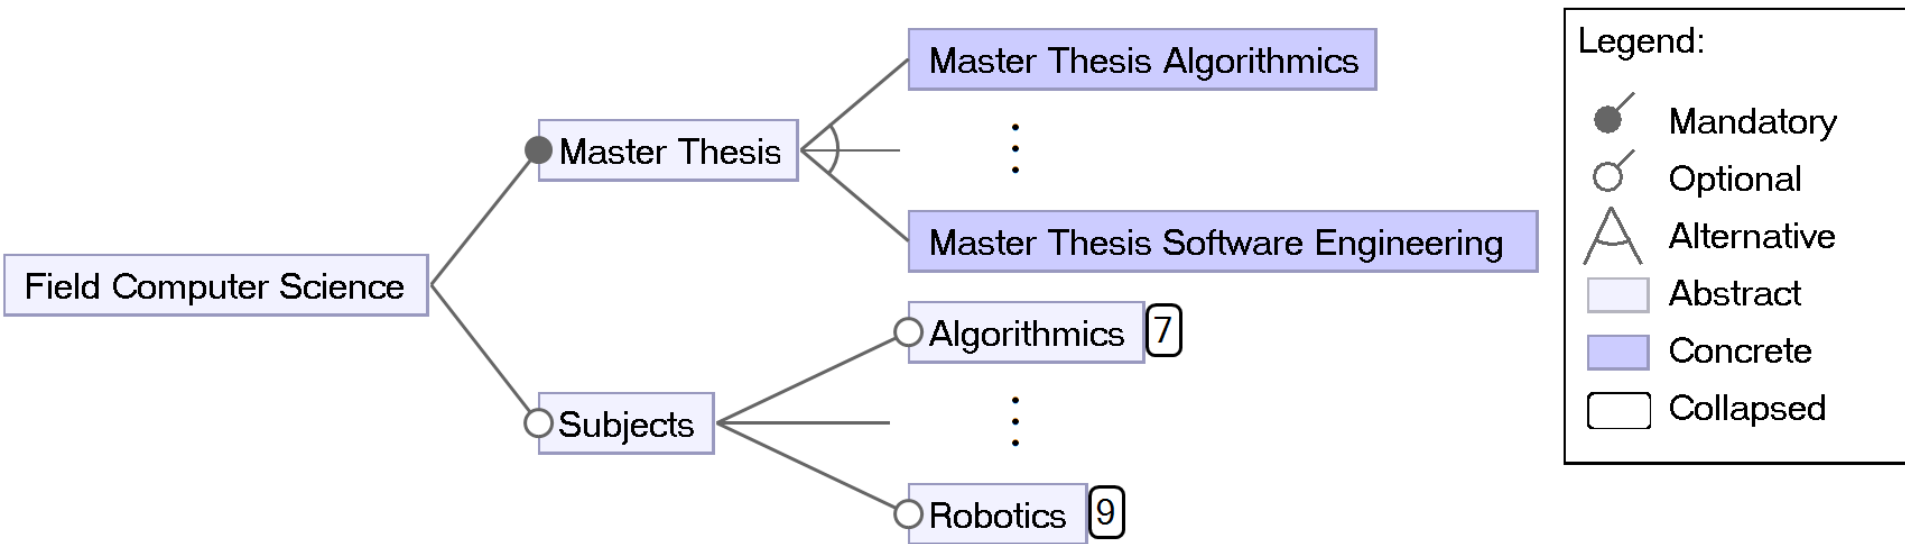 Field Computer Science
Master Thesis
Master Thesis Algorithmics
Master Thesis Software Engineering
Subjects
Algorithmics 7
Robotics 9
Legend:
Mandatory
Optional
Alternative
Abstract
Concrete
Collapsed